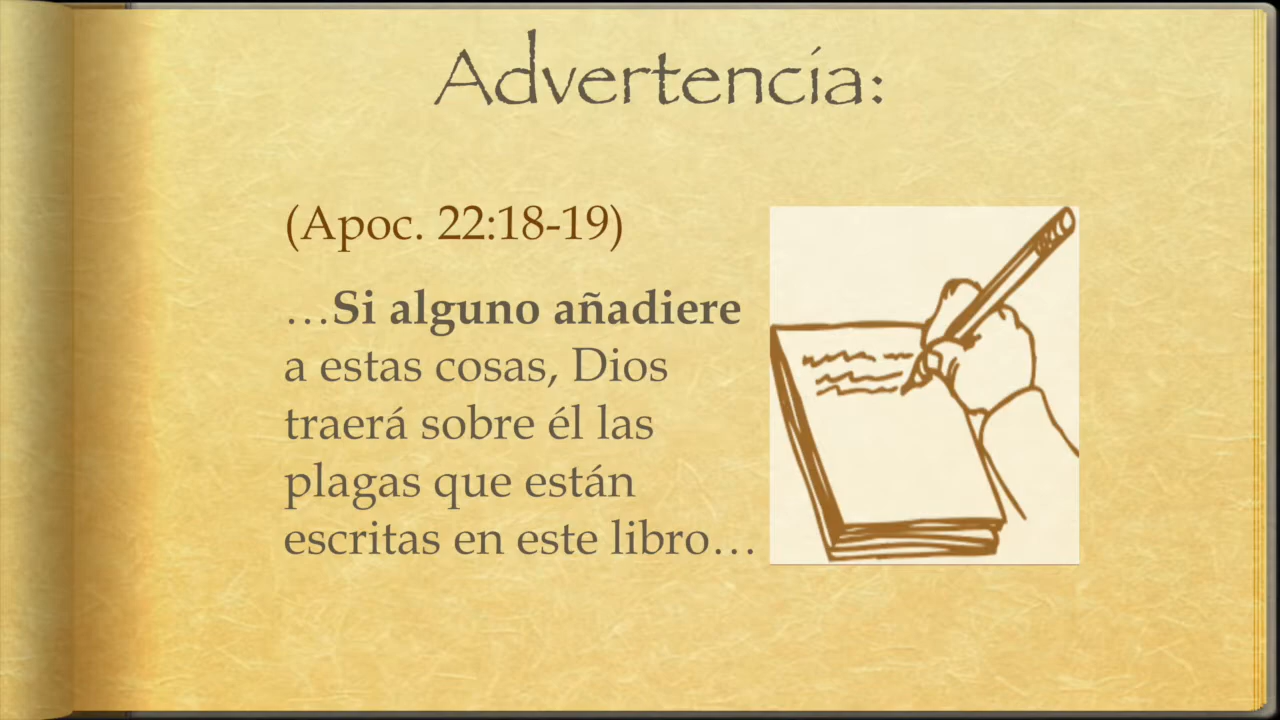 Advertencia:
(Apoc. 22:18-19)
…Si alguno añadiere
a estas cosas, Dios
traerá sobre él las
plagas que están
escritas en este libro…